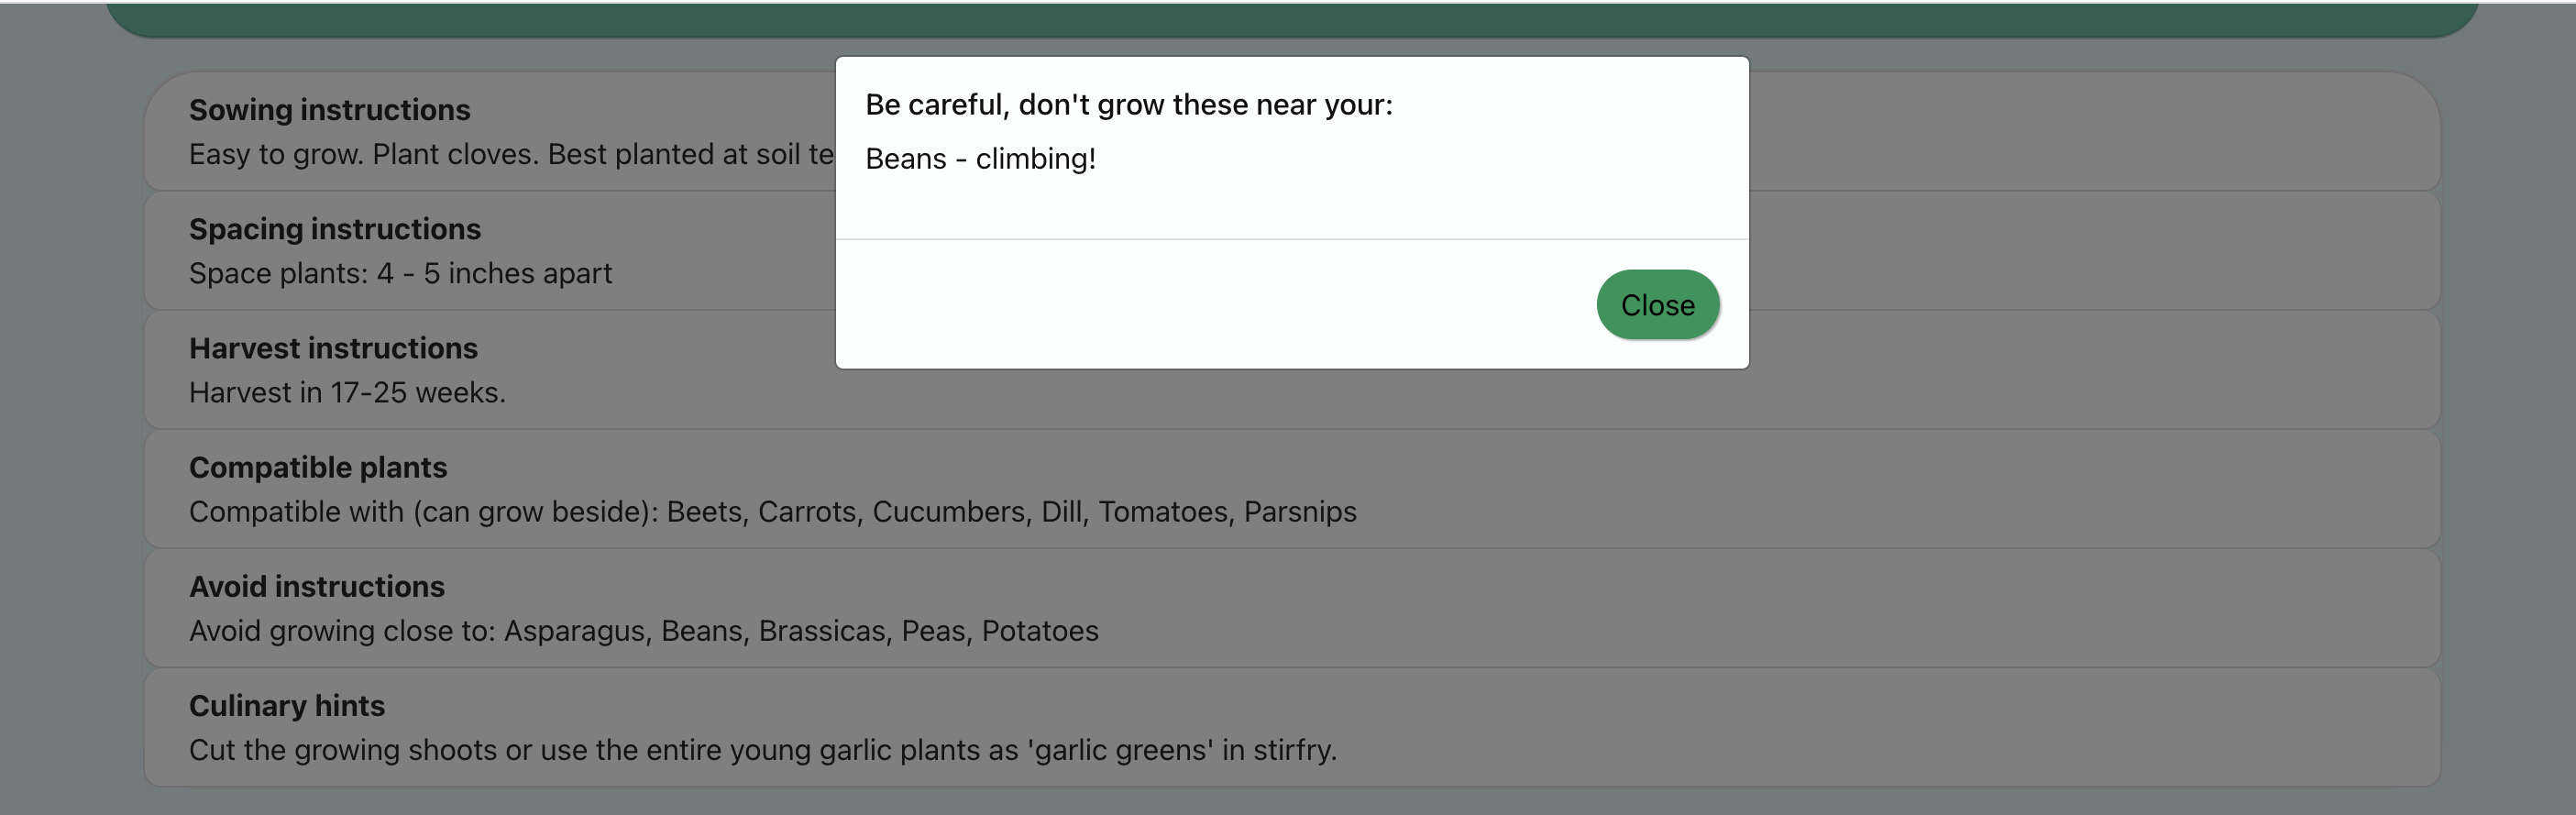 Be careful, don't grow these near your:
Beans - climbing!
Close
Sowing instructions
Easy to grow. Plant cloves. Best planted at soil
Spacing instructions
Space plants: 4 - 5 inches apart
Harvest instructions
Harvest in 17-25 weeks.
Compatible plants
Compatible with (can grow beside): Beets, Carrots, Cucumbers, Dill, Tomatoes, Parsnips
Avoid instructions
Avoid growing close to: Asparagus, Beans, Brassicas, Peas, Potatoes
Culinary hints
Cut the growing shoots or use the entire young garlic plants as 'garlic greens' in stirfry.